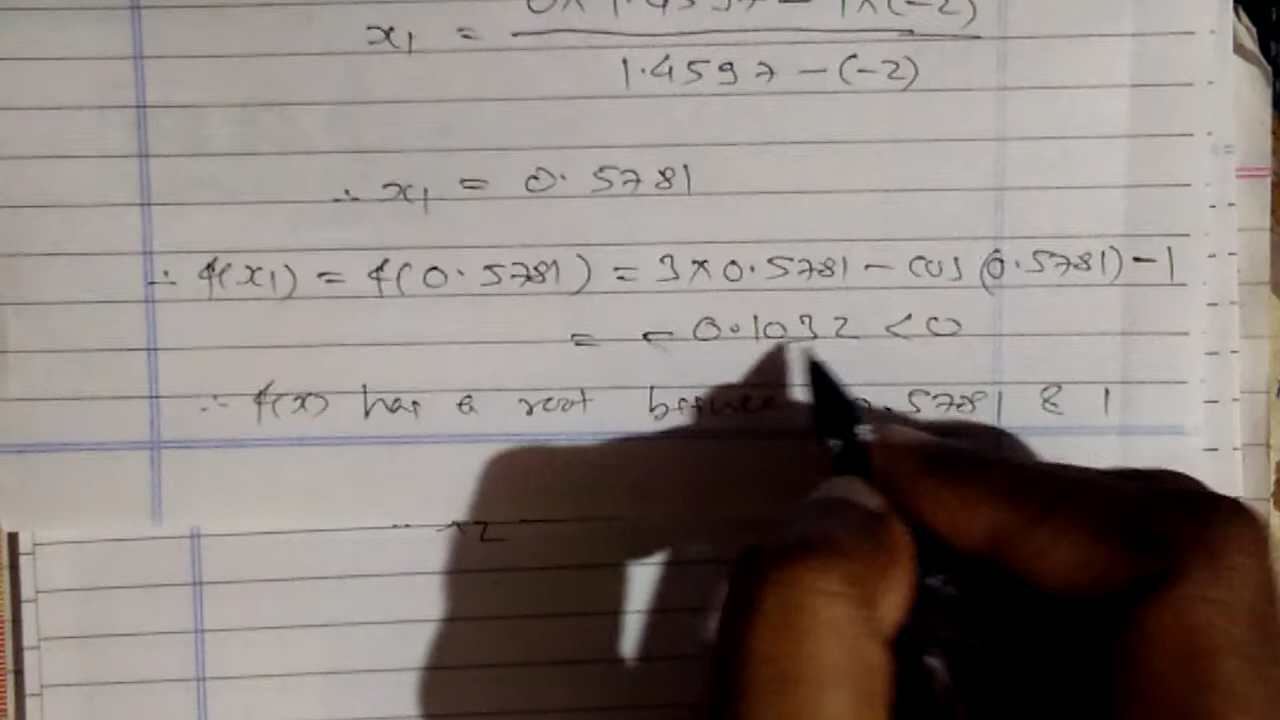 x₁ =
1.4597 - (-2)
∴ x₁ = 0.5781
∴ f(x₁) = f(0.5781) = 3×0.5781 - cos(0.5781) - 1
= - 0.1032 < 0
∴ f(x) has a root 0.5781 & 1